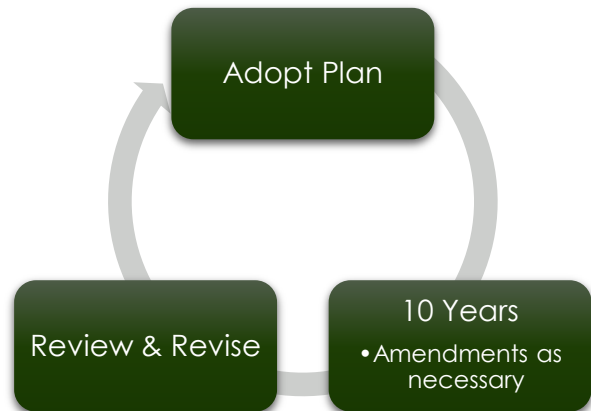 Adopt Plan
10 Years
•Amendments as
necessary
Review & Revise